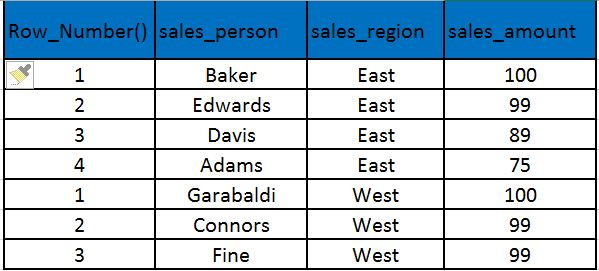 Row_Number() sales_person sales_region sales_amount
1 Baker East 100
2 Edwards East 99
3 Davis East 89
4 Adams East 75
1 Garabaldi West 100
2 Connors West 99
3 Fine West 99